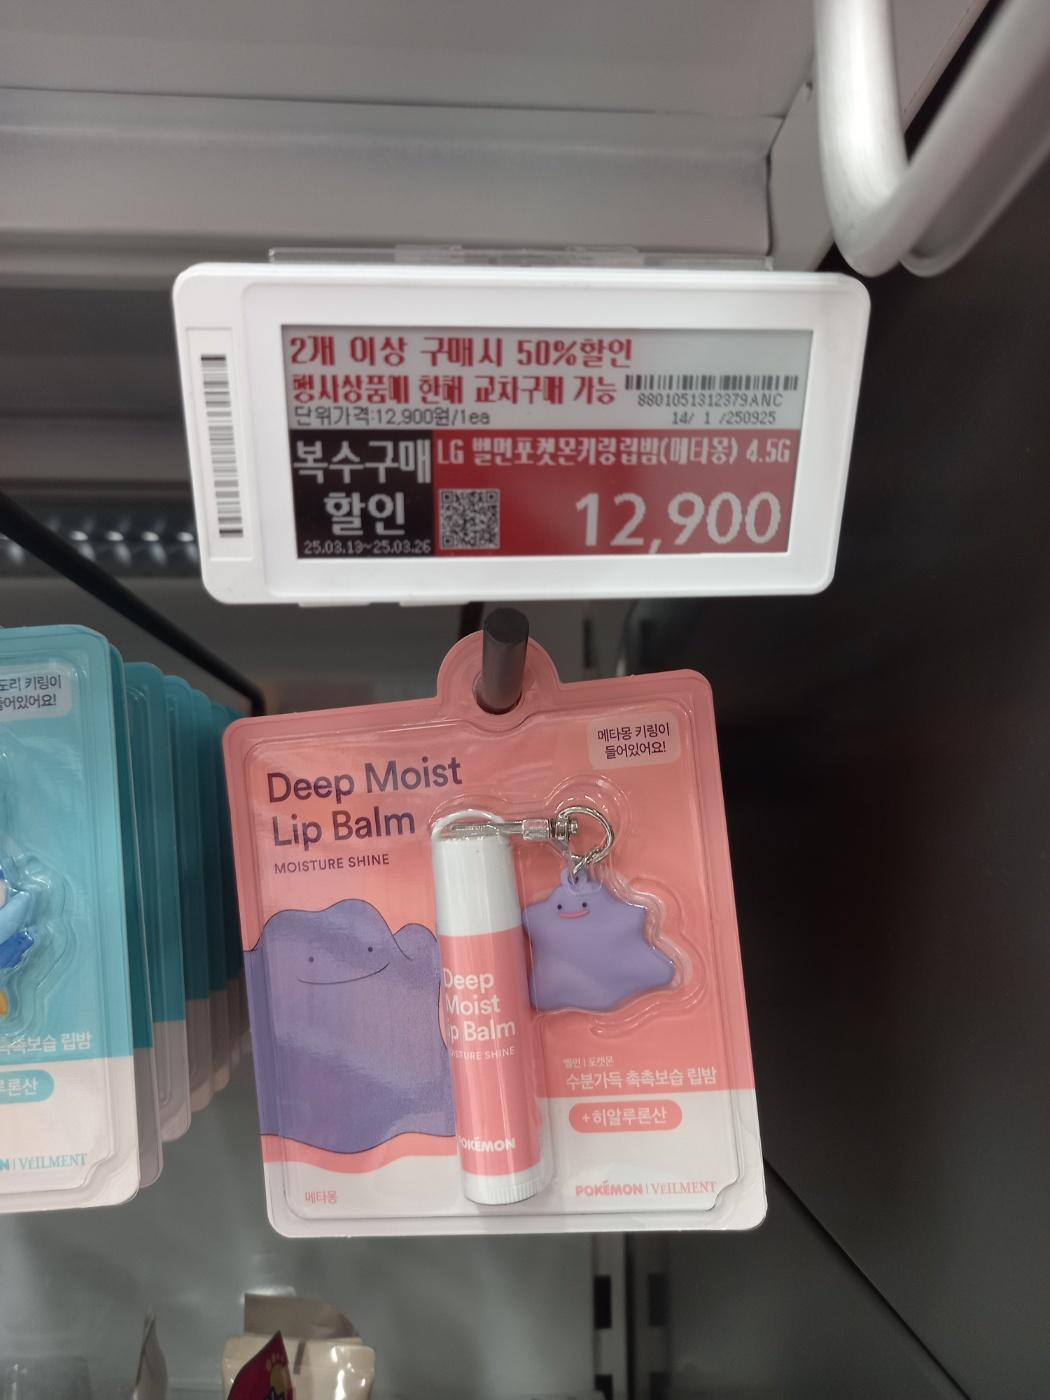 2개 이상 구매시 50%할인
행사상품에 한해 교차구매 가능
8801051312379ANC
단위가격:12,900원/1ea
14/ 1 /250925
복수구매
할인
25.03.13~25.03.26
LG 벨먼포켓몬키링립밤(메타몽) 4.5G
12,900
도리 키링이
들어있어요!
촉촉보습 립밤
VEILMENT
메타몽 키링이
들어있어요!
Deep Moist
Lip Balm
MOISTURE SHINE
Deep
Moist
Lip Balm
MOISTURE SHINE
POKÉMON
벨먼 | 포켓몬
수분가득 촉촉보습 립밤
+히알루론산
메타몽
POKÉMON | VEILMENT